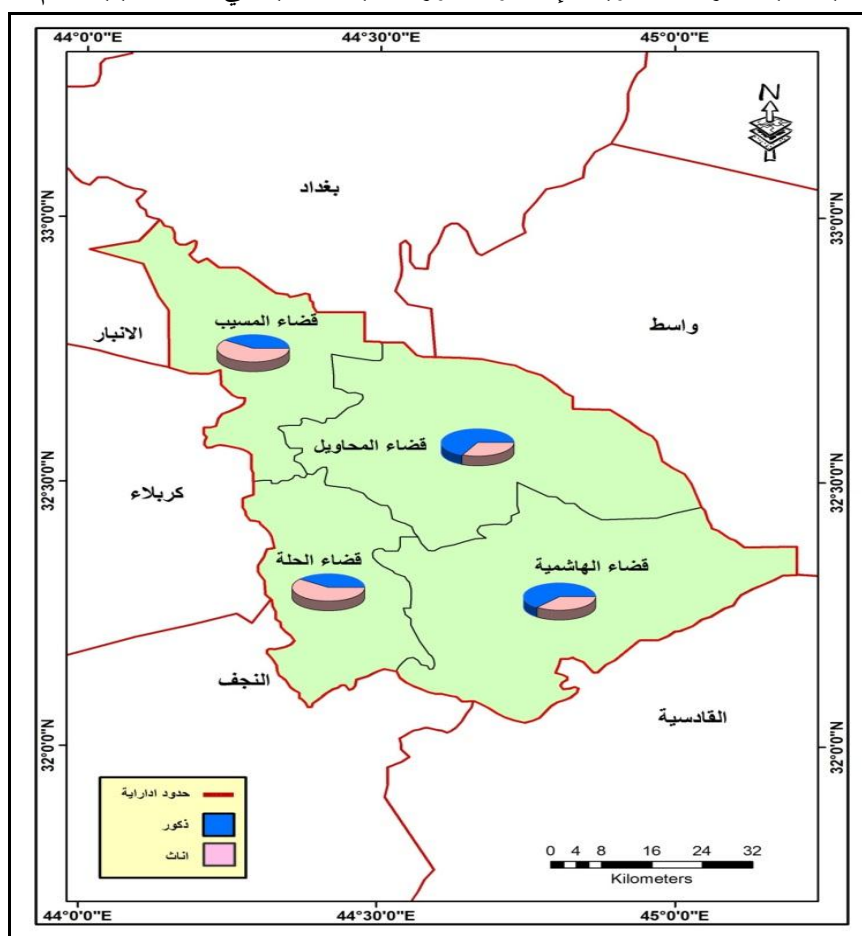 44°0'0"E 44°30'0"E 45°0'0"E
N
بغداد
33°0'0"N 33°0'0"N
قضاء المسيب
الانبار
واسط
قضاء المحاويل
32°30'0"N 32°30'0"N
كربلاء
قضاء الحلة
قضاء الهاشمية
النجف
القادسية
32°0'0"N 32°0'0"N
حدود اداراية
ذكور
اناث
0 4 8 16 24 32
Kilometers
44°0'0"E 44°30'0"E 45°0'0"E